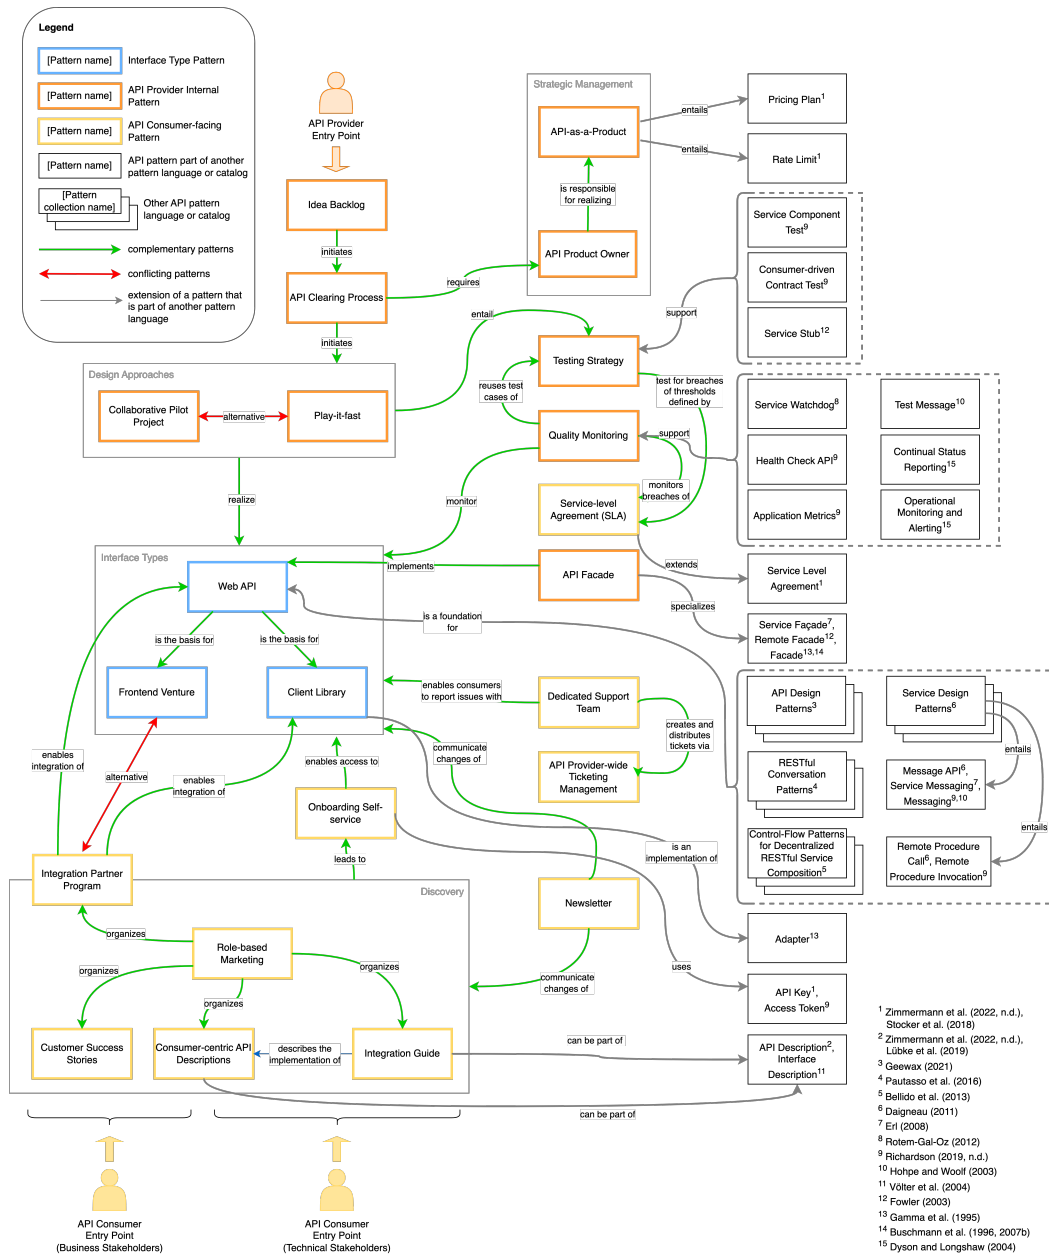 Legend
[Pattern name]
Interface Type Pattern
[Pattern name]
API Provider Internal
Pattern
[Pattern name]
API Consumer-facing
Pattern
[Pattern name]
API pattern part of another
pattern language or catalog
[Pattern
collection name]
Other API pattern
language or catalog
complementary patterns
conflicting patterns
extension of a pattern that
is part of another pattern
language
API Provider
Entry Point
Idea Backlog
initiates
API Clearing Process
requires
initiates
Strategic Management
API-as-a-Product
is responsible
for realizing
API Product Owner
entails
entails
Pricing Plan1
Rate Limit1
Service Component
Test9
Consumer-driven
Contract Test9
Service Stub12
support
Design Approaches
Collaborative Pilot
Project
alternative
Play-it-fast
entail
Testing Strategy
reuses test
cases of
test for breaches
of thresholds
defined by
Quality Monitoring
support
monitors
breaches of
Service-level
Agreement (SLA)
Service Watchdog8
Test Message10
Health Check API9
Continual Status
Reporting15
Application Metrics9
Operational
Monitoring and
Alerting15
realize
monitor
Interface Types
Web API
implements
API Facade
extends
Service Level
Agreement1
specializes
Service Façade7,
Remote Facade12,
Facade13,14
is the basis for
is the basis for
is a foundation
for
Frontend Venture
Client Library
enables consumers
to report issues with
Dedicated Support
Team
creates and
distributes
tickets via
API Provider-wide
Ticketing
Management
API Design
Patterns3
Service Design
Patterns6
entails
RESTful
Conversation
Patterns4
Message API6,
Service Messaging7,
Messaging9,10
entails
Control-Flow Patterns
for Decentralized
RESTful Service
Composition5
Remote Procedure
Call6, Remote
Procedure Invocation9
enables
integration of
alternative
enables
integration of
enables access to
communicate
changes of
Onboarding Self-
service
leads to
is an
implementation of
Integration Partner
Program
Discovery
Newsletter
organizes
Role-based
Marketing
organizes
organizes
organizes
communicate
changes of
uses
Adapter13
API Key1,
Access Token9
Customer Success
Stories
Consumer-centric API
Descriptions
describes the
implementation of
Integration Guide
can be part of
API Description2,
Interface
Description11
can be part of
API Consumer
Entry Point
(Business Stakeholders)
API Consumer
Entry Point
(Technical Stakeholders)
1 Zimmermann et al. (2022, n.d.),
Stocker et al. (2018)
2 Zimmermann et al. (2022, n.d.),
Lübke et al. (2019)
3 Geewax (2021)
4 Pautasso et al. (2016)
5 Bellido et al. (2013)
6 Daigneau (2011)
7 Erl (2008)
8 Rotem-Gal-Oz (2012)
9 Richardson (2019, n.d.)
10 Hohpe and Woolf (2003)
11 Völter et al. (2004)
12 Fowler (2003)
13 Gamma et al. (1995)
14 Buschmann et al. (1996, 2007b)
15 Dyson and Longshaw (2004)